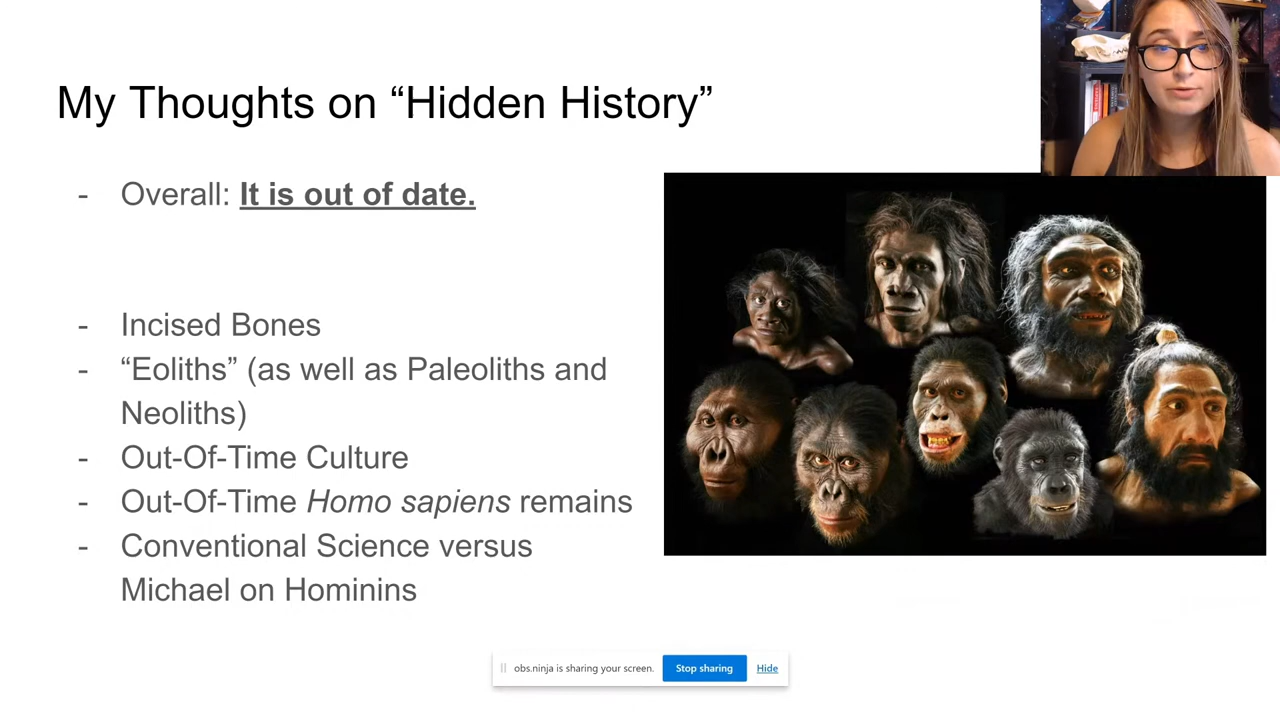 My Thoughts on “Hidden History”
- Overall: It is out of date.
- Incised Bones
- “Eoliths” (as well as Paleoliths and
Neoliths)
- Out-Of-Time Culture
- Out-Of-Time Homo sapiens remains
- Conventional Science versus
Michael on Hominins
obs.ninja is sharing your screen. Stop sharing Hide